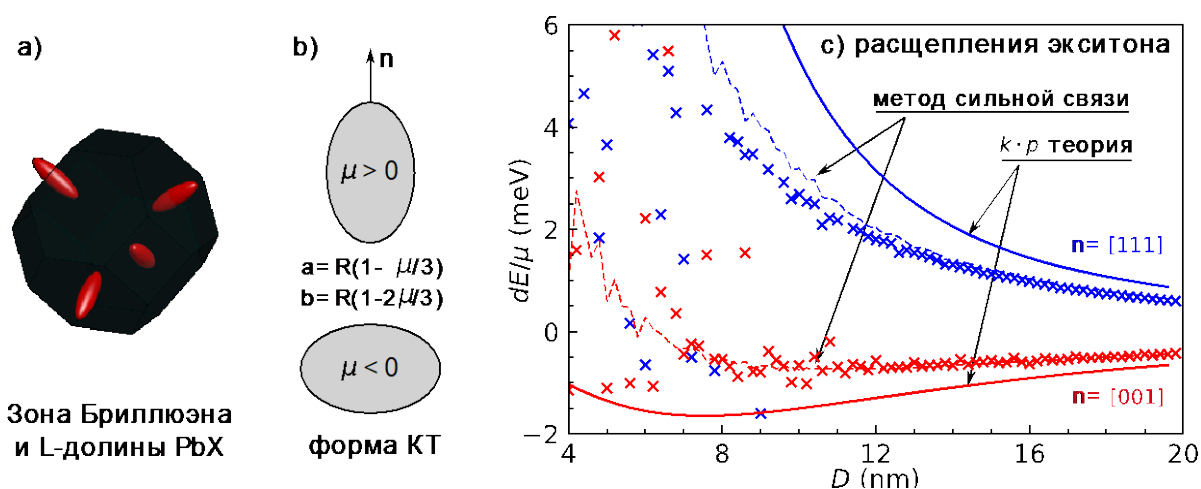 a)
Зона Бриллюэна
и L-долины PbX
b)
n
μ > 0
a= R(1- μ/3)
b= R(1-2μ/3)
μ < 0
форма КТ
c) расщепления экситона
метод сильной связи
k·p теория
n= [111]
n= [001]
dE/μ (meV)
6
4
2
0
−2
4
8
12
16
20
D (nm)